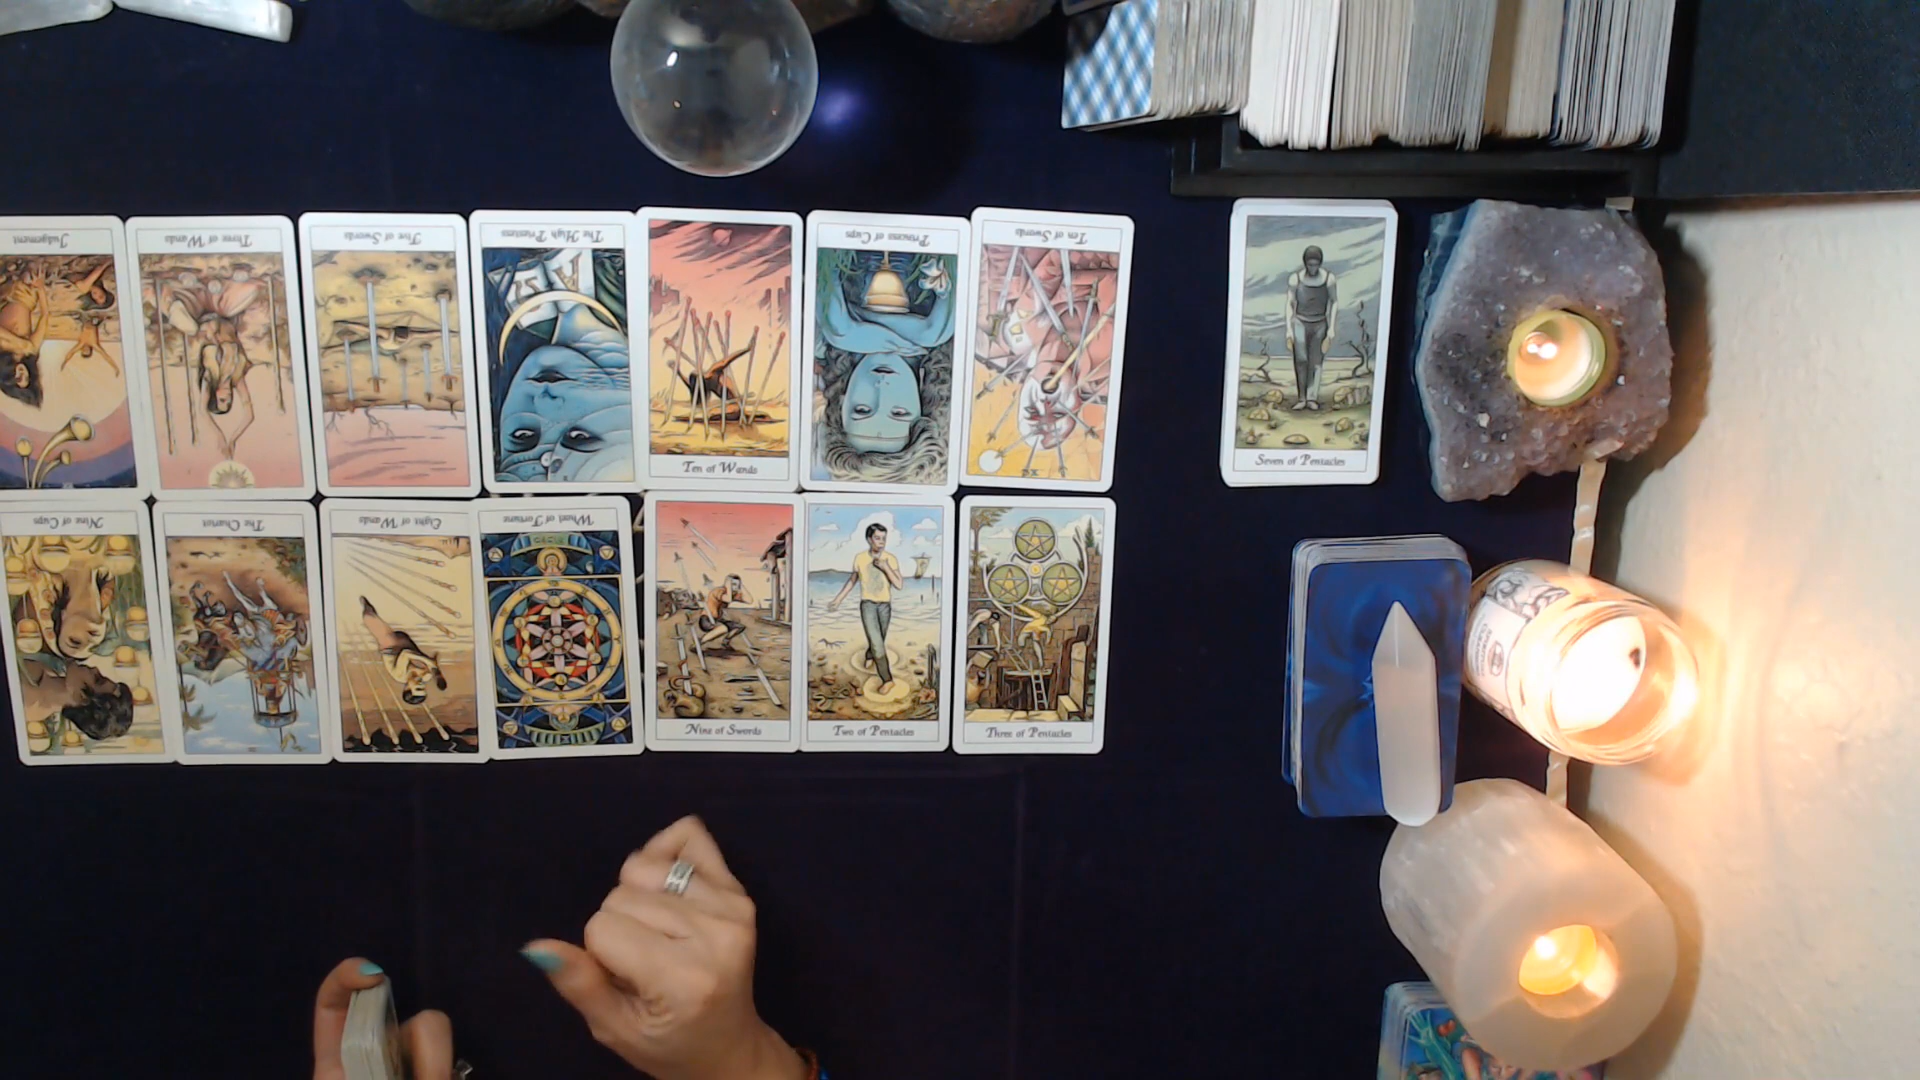 Judgement
Three of Wands
Five of Swords
The High Priestess
Ten of Wands
Princess of Cups
Ten of Swords
Seven of Pentacles
Nine of Cups
The Chariot
Eight of Wands
Wheel of Fortune
Nine of Swords
Two of Pentacles
Three of Pentacles